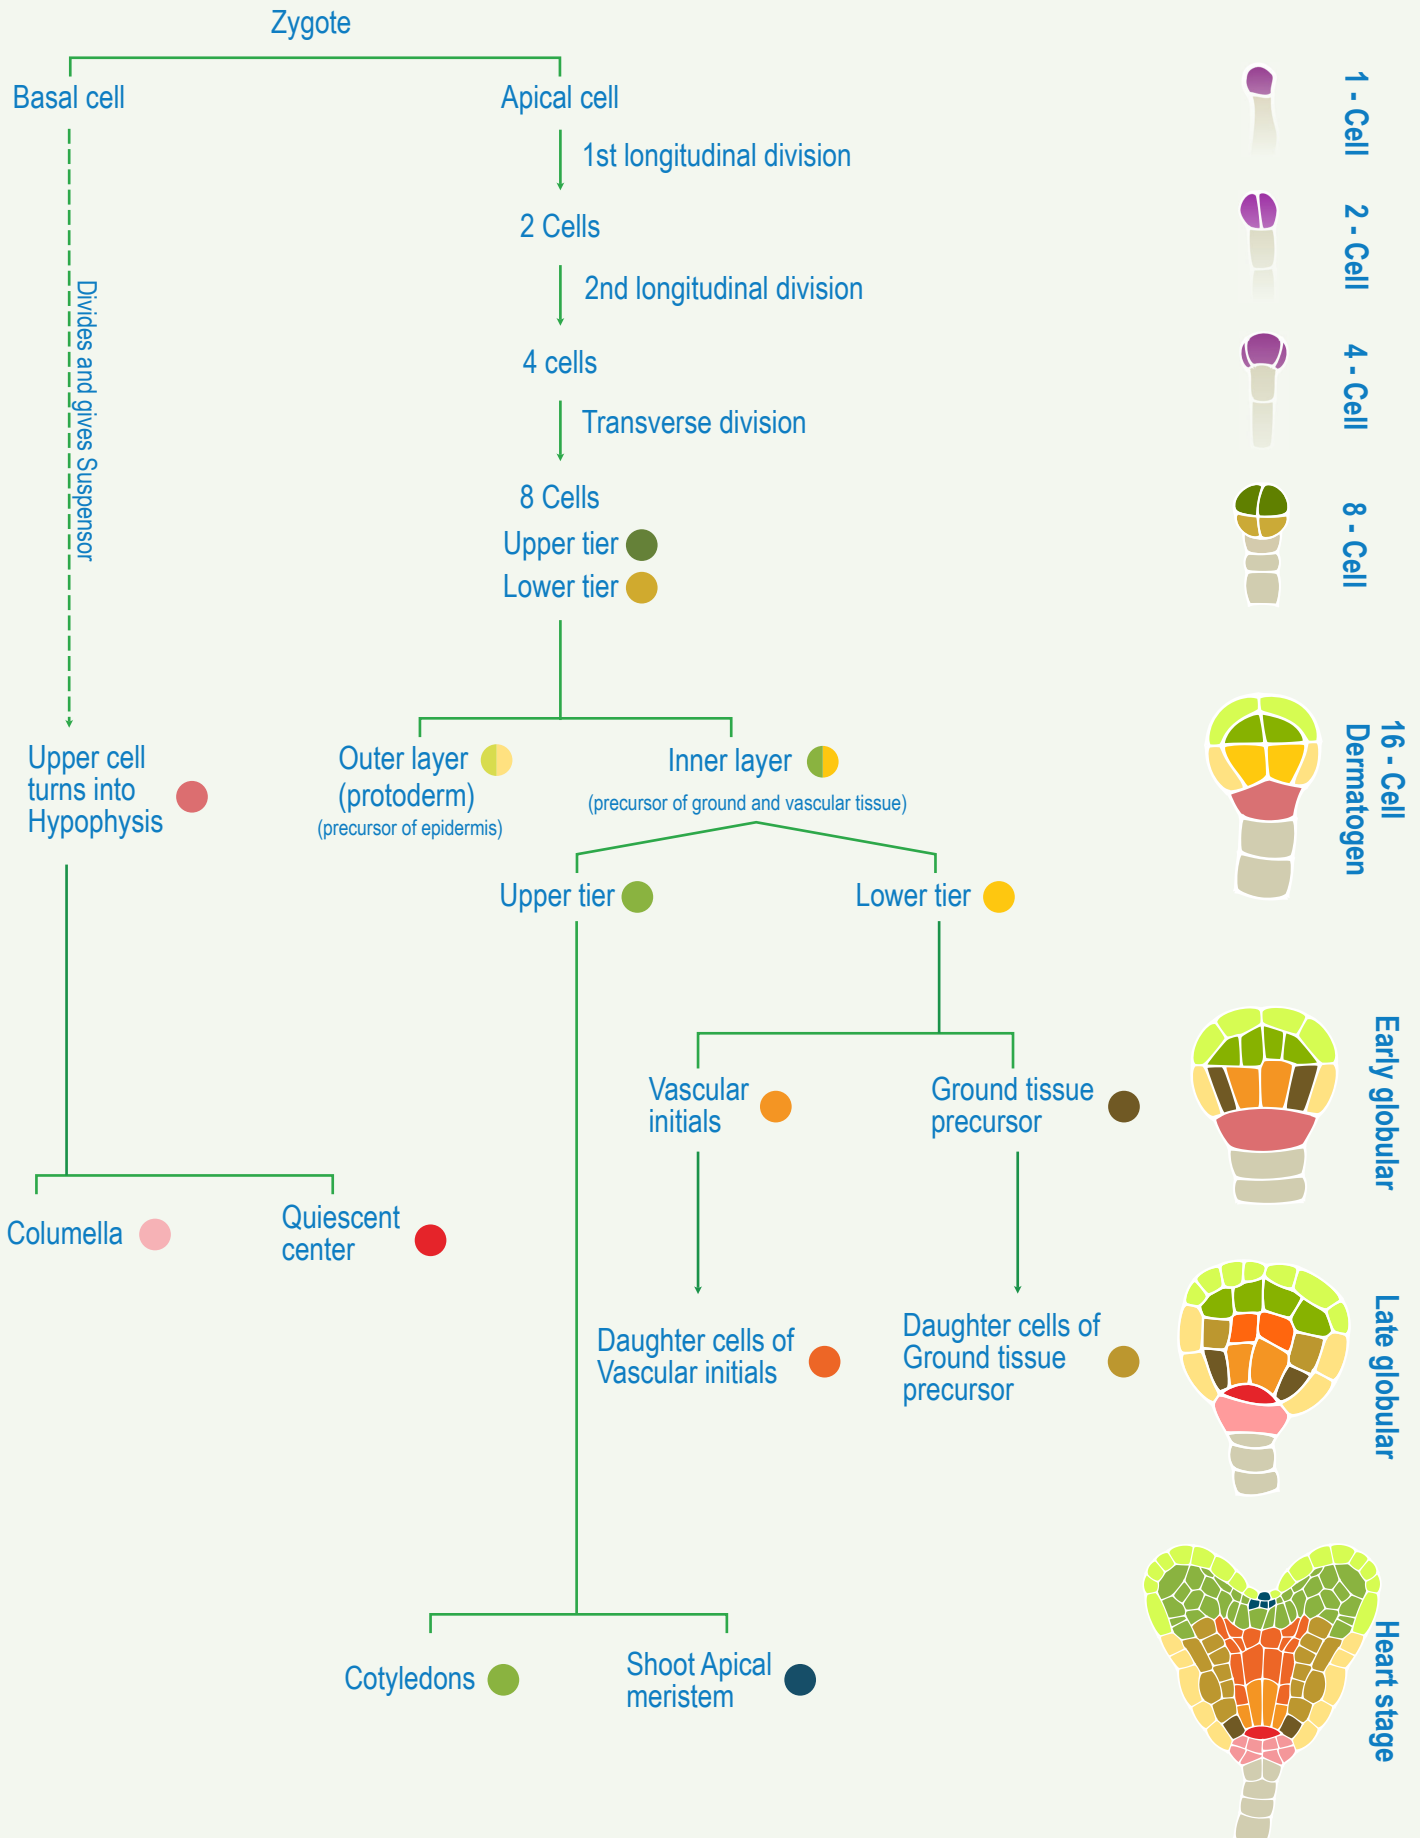 Zygote
Basal cell
Apical cell
1 - Cell
1st longitudinal division
2 Cells
2 - Cell
2nd longitudinal division
Divides and gives Suspensor
4 cells
4 - Cell
Transverse division
8 Cells
8 - Cell
Upper tier
Lower tier
Upper cell
turns into
Hypophysis
Outer layer
(protoderm)
(precursor of epidermis)
Inner layer
(precursor of ground and vascular tissue)
16 - Cell
Dermatogen
Upper tier
Lower tier
Vascular
initials
Ground tissue
precursor
Early globular
Columella
Quiescent
center
Daughter cells of
Vascular initials
Daughter cells of
Ground tissue
precursor
Late globular
Cotyledons
Shoot Apical
meristem
Heart stage